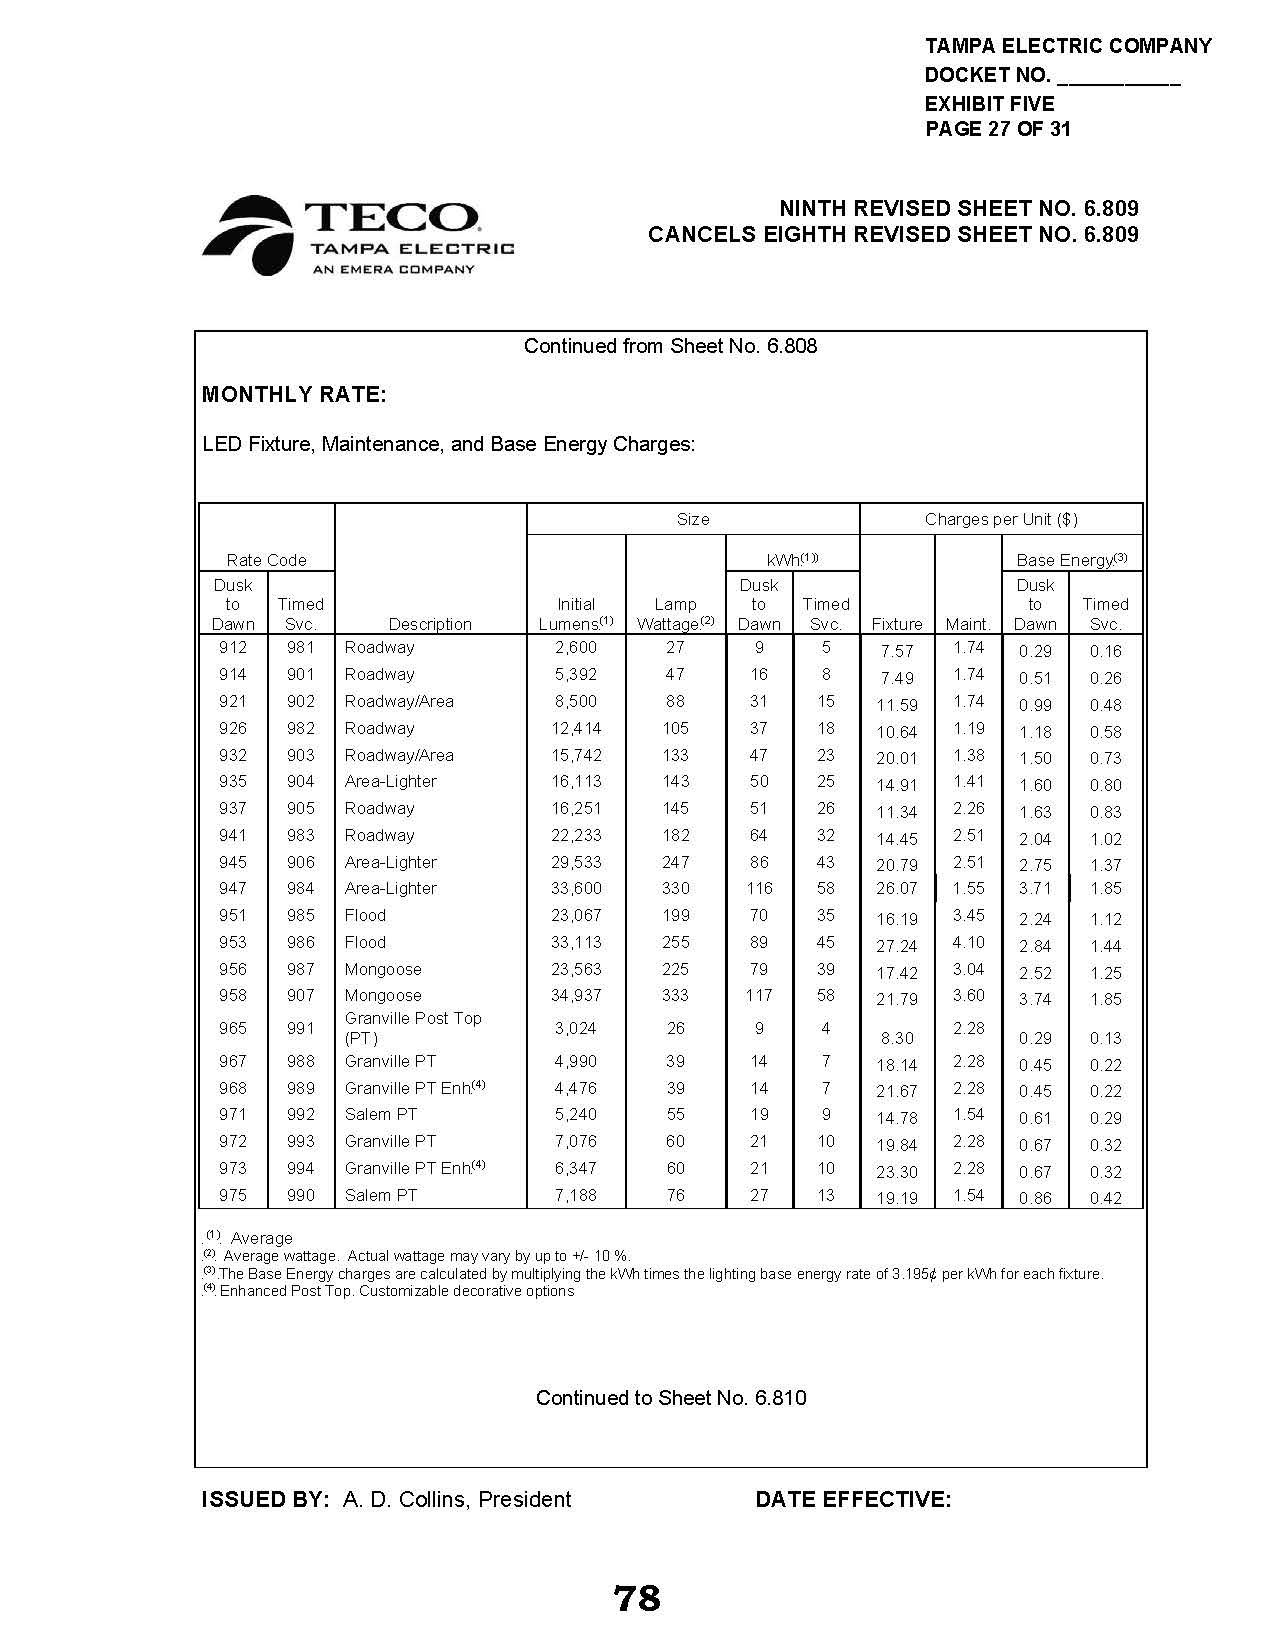 TAMPA ELECTRIC COMPANY
DOCKET NO. ___________
EXHIBIT FIVE
PAGE 27 OF 31
TECO.
TAMPA ELECTRIC
AN EMERA COMPANY
NINTH REVISED SHEET NO. 6.809
CANCELS EIGHTH REVISED SHEET NO. 6.809
Continued from Sheet No. 6.808
MONTHLY RATE:
LED Fixture, Maintenance, and Base Energy Charges:
Size Charges per Unit ($)
Rate Code kWh(1)) Base Energy(3)
Dusk to Dawn Timed Svc. Description Initial Lumens(1) Lamp Wattage(2) Dusk to Dawn Timed Svc. Fixture Maint. Dusk to Dawn Timed Svc.
912 981 Roadway 2,600 27 9 5 7.57 1.74 0.29 0.16
914 901 Roadway 5,392 47 16 8 7.49 1.74 0.51 0.26
921 902 Roadway/Area 8,500 88 31 15 11.59 1.74 0.99 0.48
926 982 Roadway 12,414 105 37 18 10.64 1.19 1.18 0.58
932 903 Roadway/Area 15,742 133 47 23 20.01 1.38 1.50 0.73
935 904 Area-Lighter 16,113 143 50 25 14.91 1.41 1.60 0.80
937 905 Roadway 16,251 145 51 26 11.34 2.26 1.63 0.83
941 983 Roadway 22,233 182 64 32 14.45 2.51 2.04 1.02
945 906 Area-Lighter 29,533 247 86 43 20.79 2.51 2.75 1.37
947 984 Area-Lighter 33,600 330 116 58 26.07 1.55 3.71 1.85
951 985 Flood 23,067 199 70 35 16.19 3.45 2.24 1.12
953 986 Flood 33,113 255 89 45 27.24 4.10 2.84 1.44
956 987 Mongoose 23,563 225 79 39 17.42 3.04 2.52 1.25
958 907 Mongoose 34,937 333 117 58 21.79 3.60 3.74 1.85
965 991 Granville Post Top (PT) 3,024 26 9 4 8.30 2.28 0.29 0.13
967 988 Granville PT 4,990 39 14 7 18.14 2.28 0.45 0.22
968 989 Granville PT Enh(4) 4,476 39 14 7 21.67 2.28 0.45 0.22
971 992 Salem PT 5,240 55 19 9 14.78 1.54 0.61 0.29
972 993 Granville PT 7,076 60 21 10 19.84 2.28 0.67 0.32
973 994 Granville PT Enh(4) 6,347 60 21 10 23.30 2.28 0.67 0.32
975 990 Salem PT 7,188 76 27 13 19.19 1.54 0.86 0.42
(1) Average
(2) Average wattage. Actual wattage may vary by up to +/- 10 %.
(3) The Base Energy charges are calculated by multiplying the kWh times the lighting base energy rate of 3.195¢ per kWh for each fixture.
(4) Enhanced Post Top. Customizable decorative options
Continued to Sheet No. 6.810
ISSUED BY: A. D. Collins, President DATE EFFECTIVE:
78